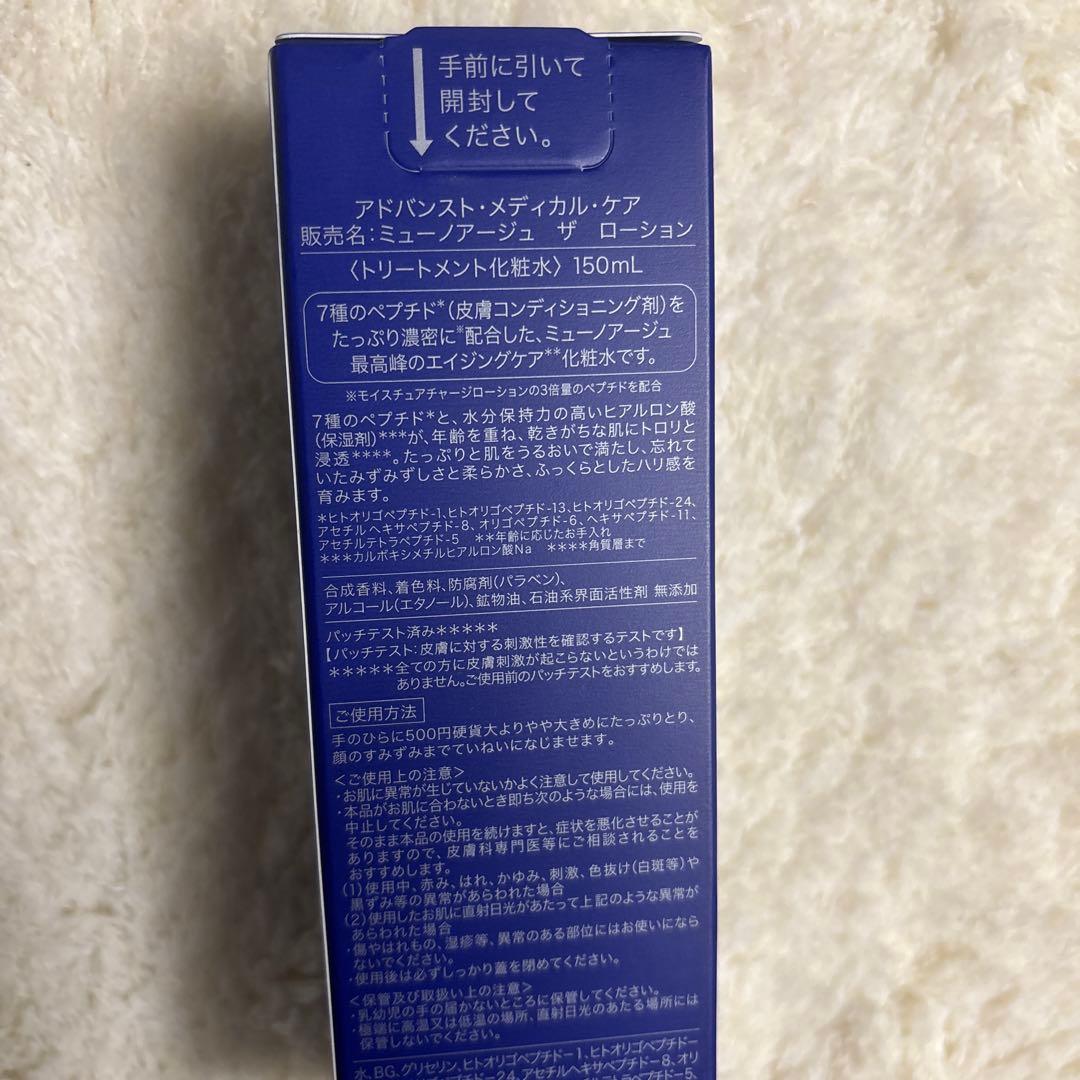 手前に引いて
開封して
ください。
アドバンスト・メディカル・ケア
販売名：ミューノアージュ ザ ローション
〈トリートメント化粧水〉150mL
7種のペプチド*（皮膚コンディショニング剤）を
たっぷり濃密に※配合した、ミューノアージュ
最高峰のエイジングケア**化粧水です。
※モイスチュアチャージローションの3倍量のペプチドを配合
7種のペプチド*と、水分保持力の高いヒアルロン酸
（保湿剤）***が、年齢を重ね、乾きがちな肌にトロリと
浸透****。たっぷりと肌をうるおいで満たし、忘れて
いたみずみずしさと柔らかさ、ふっくらとしたハリ感を
育みます。
*ヒトオリゴペプチド-1、ヒトオリゴペプチド-13、ヒトオリゴペプチド-24、
アセチルヘキサペプチド-8、オリゴペプチド-6、ヘキサペプチド-11、
アセチルテトラペプチド-5 **年齢に応じたお手入れ
***カルボキシメチルヒアルロン酸Na ****角質層まで
合成香料、着色料、防腐剤（パラベン）、
アルコール（エタノール）、鉱物油、石油系界面活性剤 無添加
パッチテスト済み*****
【パッチテスト：皮膚に対する刺激性を確認するテストです】
*****全ての方に皮膚刺激が起こらないというわけでは
ありません。ご使用前のパッチテストをおすすめします。
ご使用方法
手のひらに500円硬貨大よりやや大きめにたっぷりとり、
顔のすみずみまでていねいになじませます。
＜ご使用上の注意＞
・お肌に異常が生じていないかよく注意して使用してください。
・本品がお肌に合わないとき即ち次のような場合には、使用を
中止してください。
そのまま本品の使用を続けますと、症状を悪化させることが
ありますので、皮膚科専門医等にご相談されることを
おすすめします。
(1)使用中、赤み、はれ、かゆみ、刺激、色抜け（白斑等）や
黒ずみ等の異常があらわれた場合
(2)使用したお肌に直射日光があたって上記のような異常が
あらわれた場合
・傷やはれもの、湿疹等、異常のある部位にはお使いになら
ないでください。
・使用後は必ずしっかり蓋を閉めてください。
＜保管及び取扱い上の注意＞
・乳幼児の手の届かないところに保管してください。
・極端に高温又は低温の場所、直射日光のあたる場所には
保管しないでください。
水、BG、グリセリン、ヒトオリゴペプチド-1、ヒトオリゴペプチド-
アセチルヘキサペプチド-8、オリ